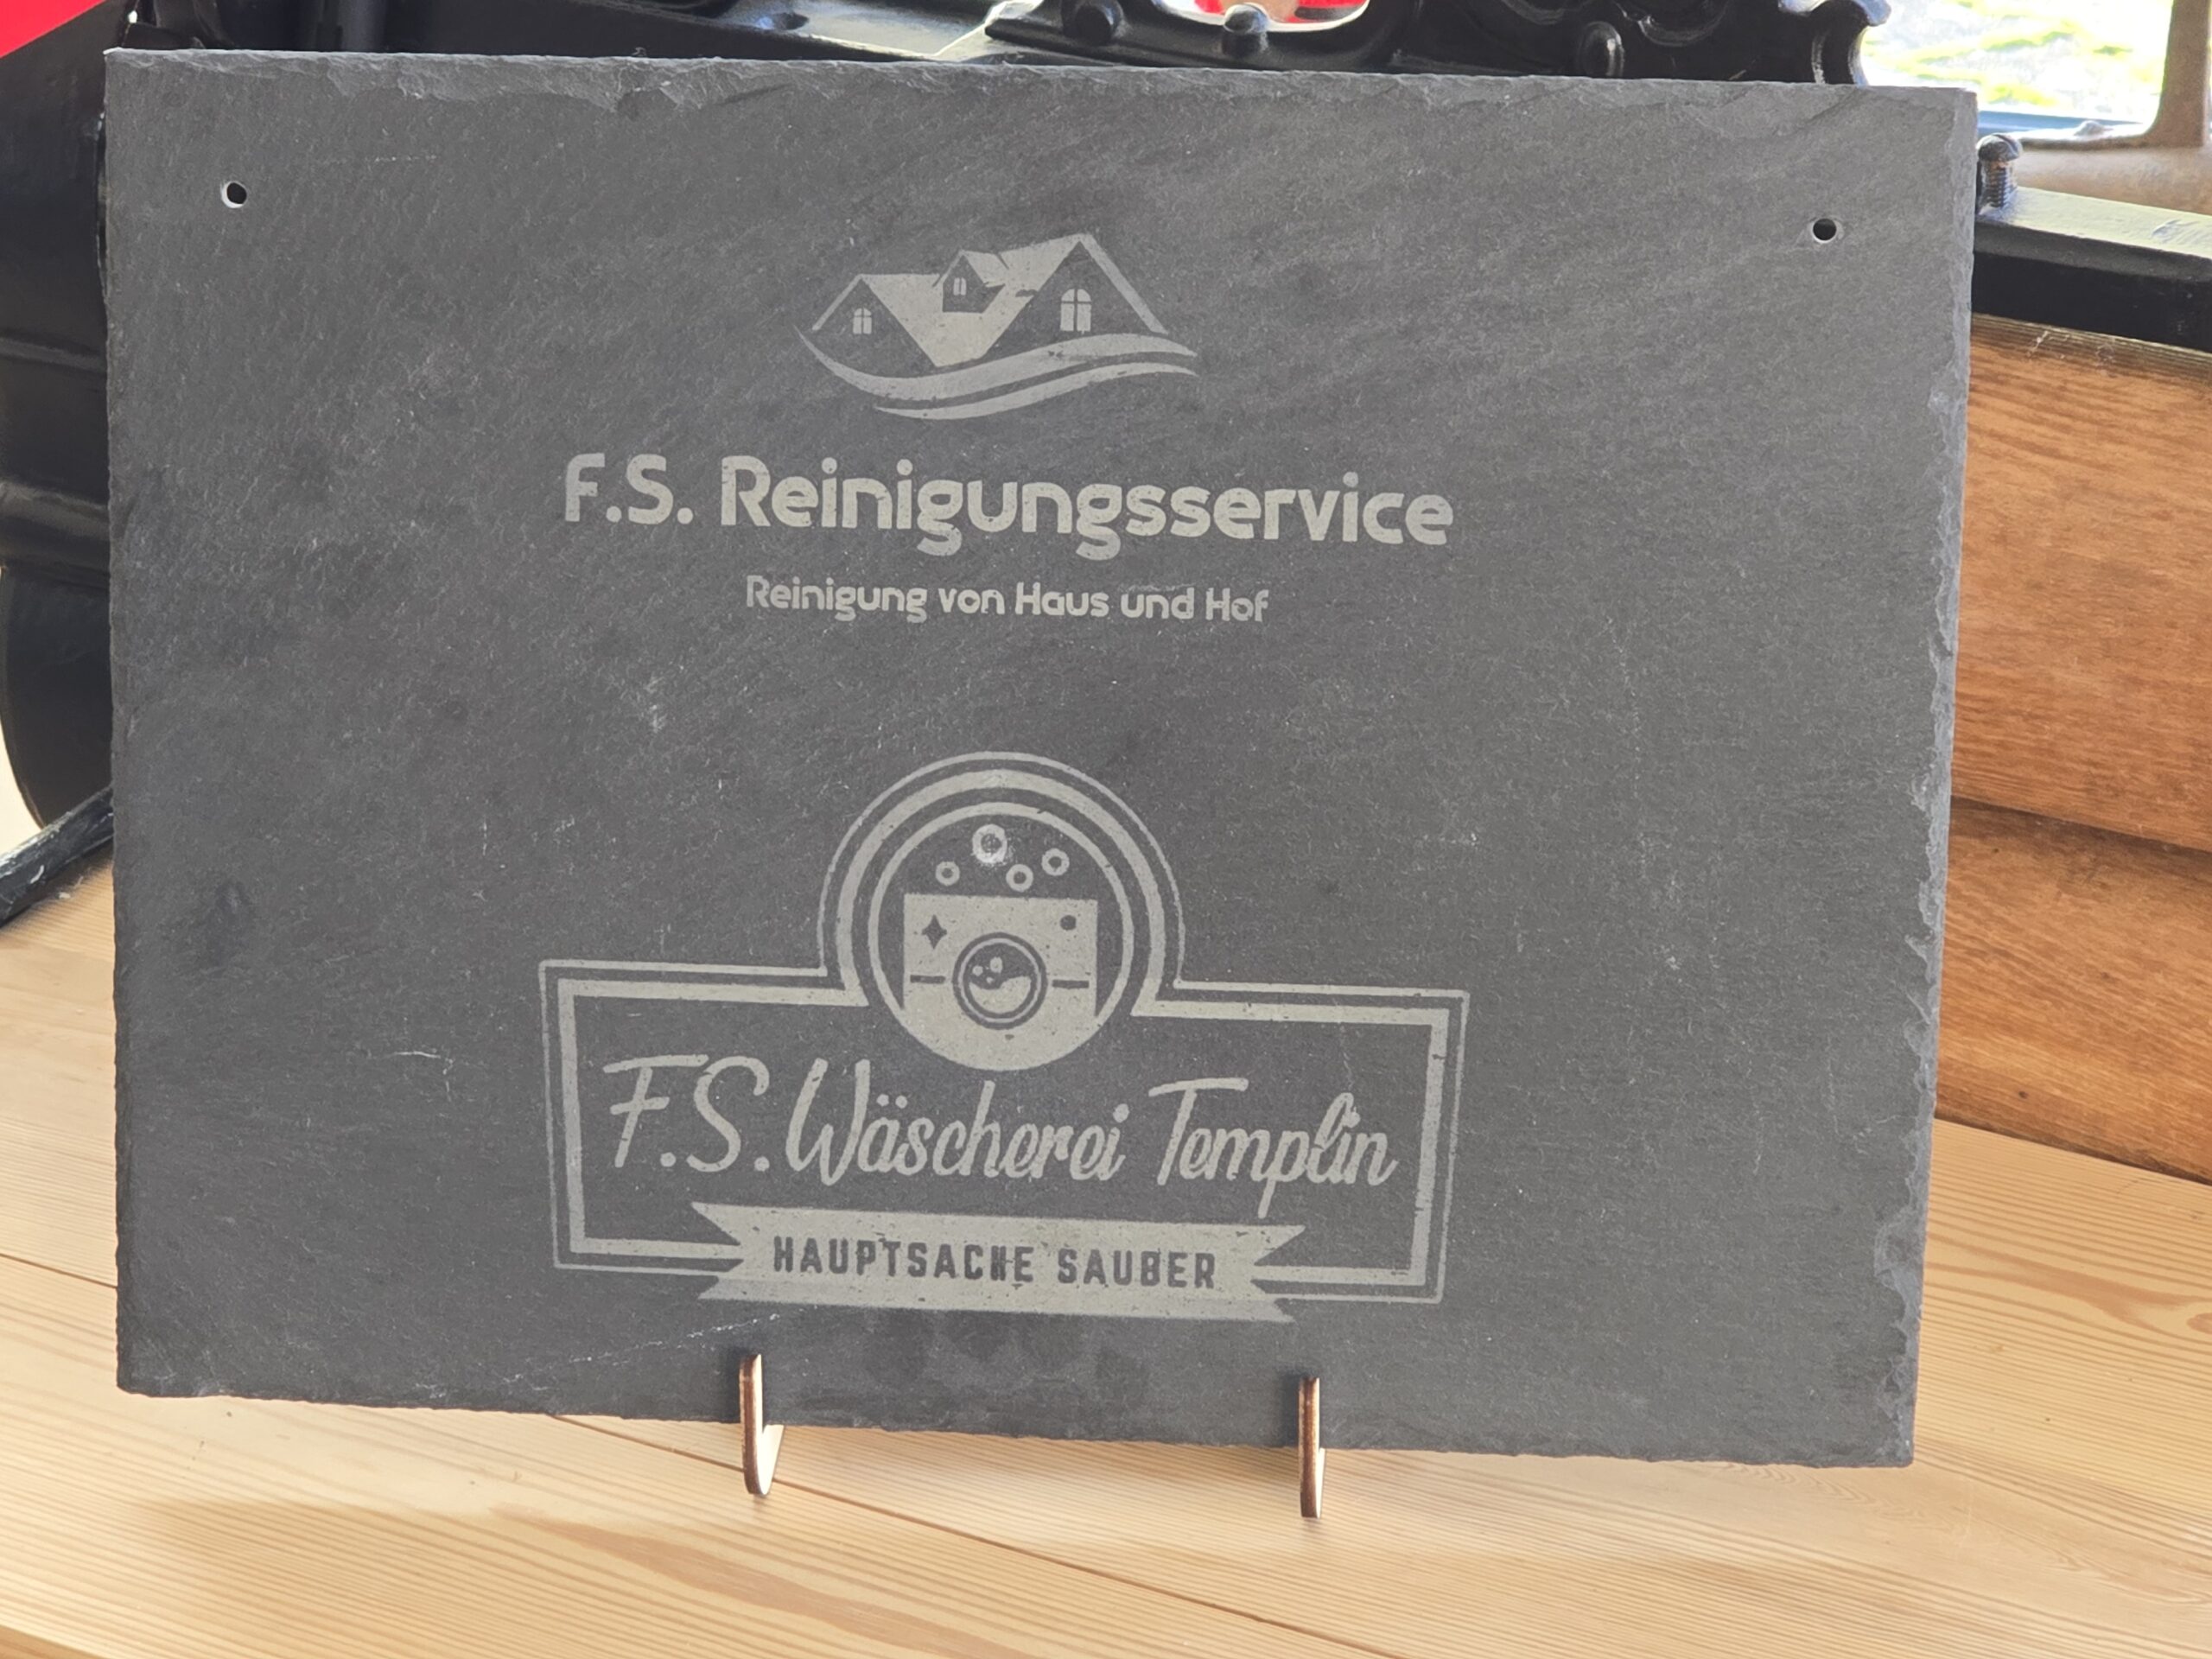 F.S. Reinigungsservice
Reinigung von Haus und Hof
F.S. Wäscherei Templin
HAUPTSACHE SAUBER